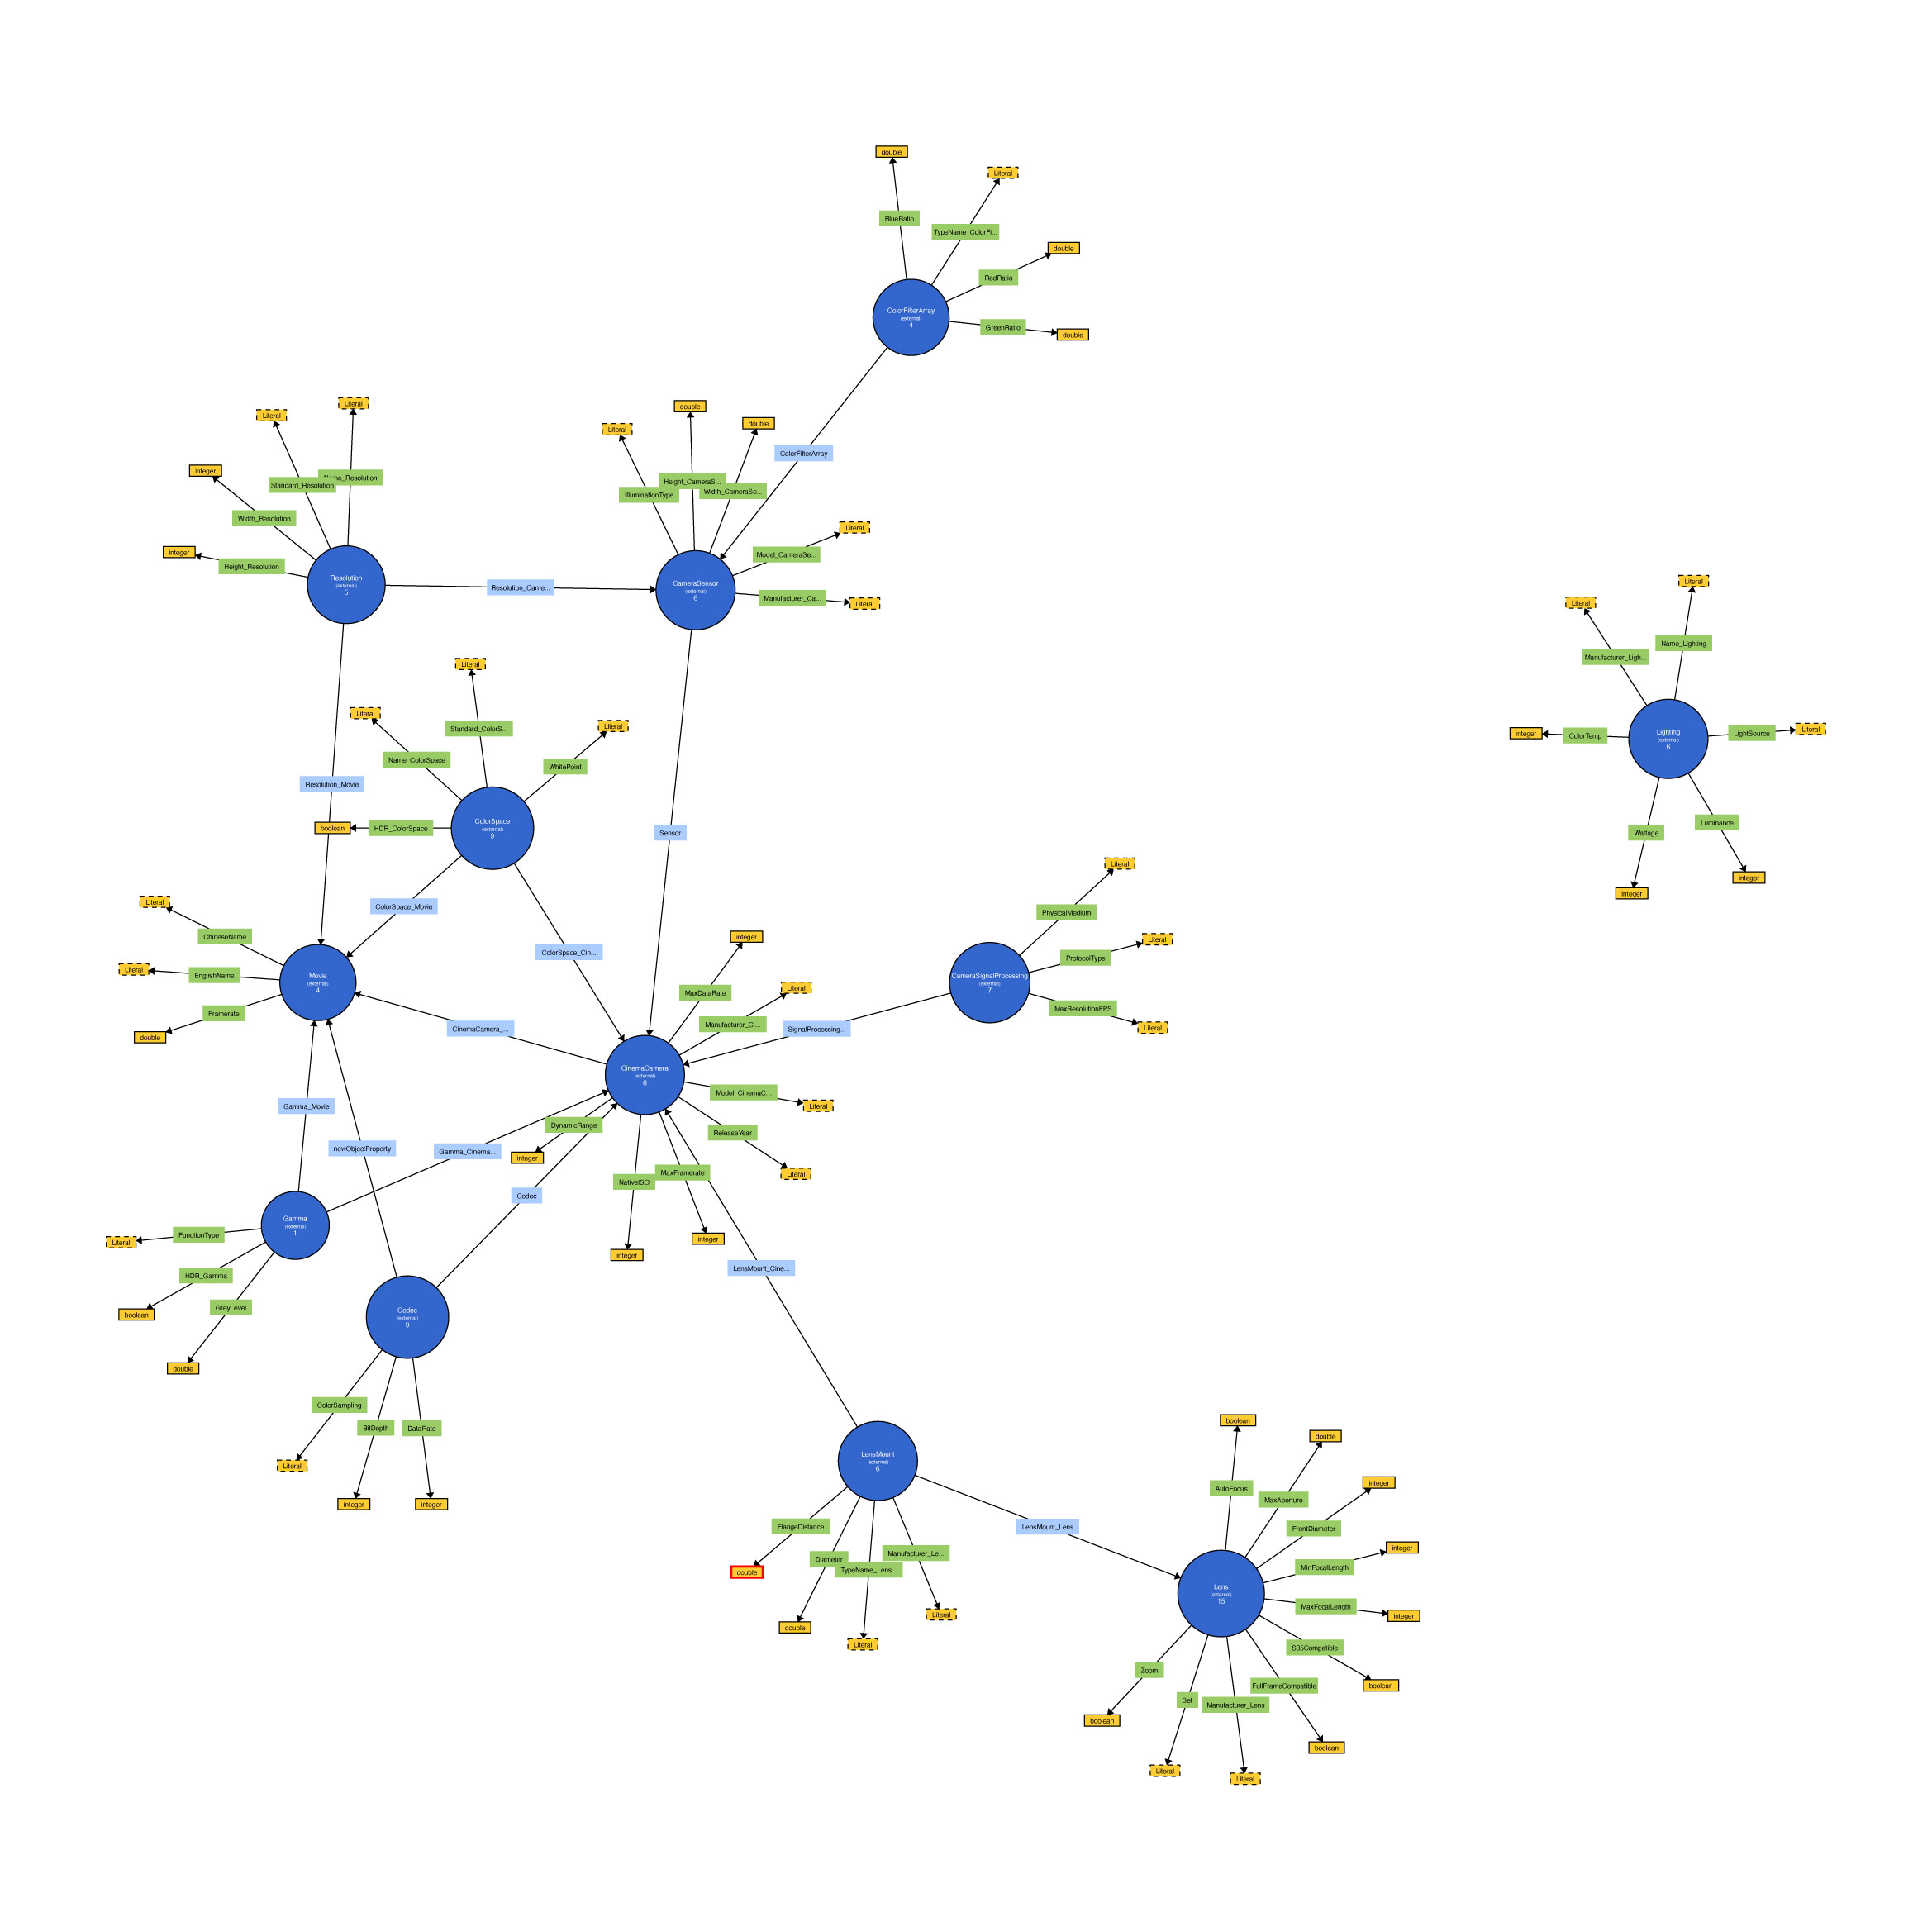 double
Literal
BlueRatio
TypeName_ColorFi...
double
RedRatio
ColorFilterArray
(external)
4
GreenRatio
double
Literal
Literal
double
Literal
double
ColorFilterArray
integer
Standard_Resolution
Height_CameraS...
Width_CameraSe...
IlluminationType
Width_Resolution
Literal
integer
Height_Resolution
Model_CameraSe...
Resolution
(external)
5
Resolution_Came...
CameraSensor
(external)
6
Manufacturer_Ca...
Literal
Literal
Literal
Name_Lighting
Manufacturer_Ligh...
Literal
Literal
Literal
Standard_ColorS...
Name_ColorSpace
WhitePoint
integer
ColorTemp
Lighting
(external)
6
LightSource
Literal
Resolution_Movie
boolean
HDR_ColorSpace
ColorSpace
(external)
9
Sensor
Wattage
Luminance
integer
integer
Literal
ColorSpace_Movie
PhysicalMedium
Literal
ChineseName
integer
Literal
ColorSpace_Cin...
ProtocolType
Literal
EnglishName
Movie
(external)
4
MaxDataRate
Literal
CameraSignalProcessing
(external)
7
Framerate
MaxResolutionFPS
double
CinemaCamera_...
Manufacturer_Ci...
SignalProcessing...
Literal
CinemaCamera
(external)
6
Gamma_Movie
Model_CinemaC...
Literal
DynamicRange
ReleaseYear
newObjectProperty
Gamma_Cinema...
integer
NativeISO
MaxFramerate
Literal
Codec
Gamma
(external)
1
FunctionType
Literal
integer
integer
HDR_Gamma
LensMount_Cine...
GreyLevel
boolean
Codec
(external)
9
double
ColorSampling
BitDepth
DataRate
Literal
integer
integer
boolean
double
LensMount
(external)
6
integer
AutoFocus
MaxAperture
FlangeDistance
LensMount_Lens
FrontDiameter
Diameter
Manufacturer_Le...
TypeName_Lens...
double
integer
MinFocalLength
Lens
(external)
15
MaxFocalLength
integer
Literal
double
Literal
S35Compatible
Zoom
FullFrameCompatible
boolean
Set
Manufacturer_Lens
boolean
boolean
Literal
Literal